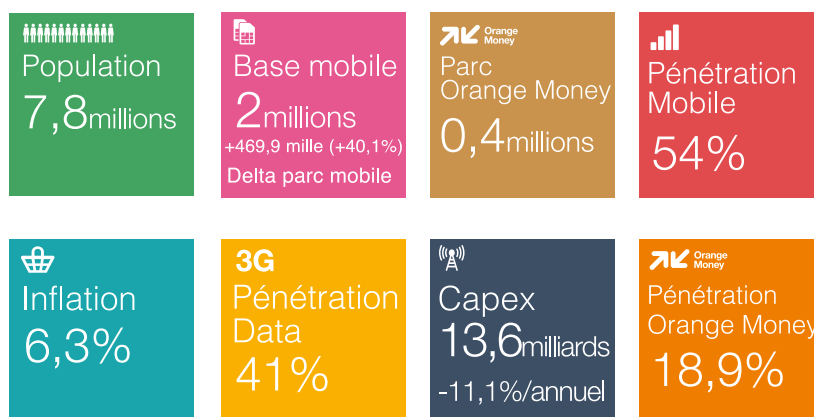 Population
7,8millions
Base mobile
2millions
+469,9 mille (+40,1%)
Delta parc mobile
Orange
Money
Parc
Orange Money
0,4millions
Pénétration
Mobile
54%
Inflation
6,3%
3G
Pénétration
Data
41%
Capex
13,6milliards
-11,1%/annuel
Orange
Money
Pénétration
Orange Money
18,9%